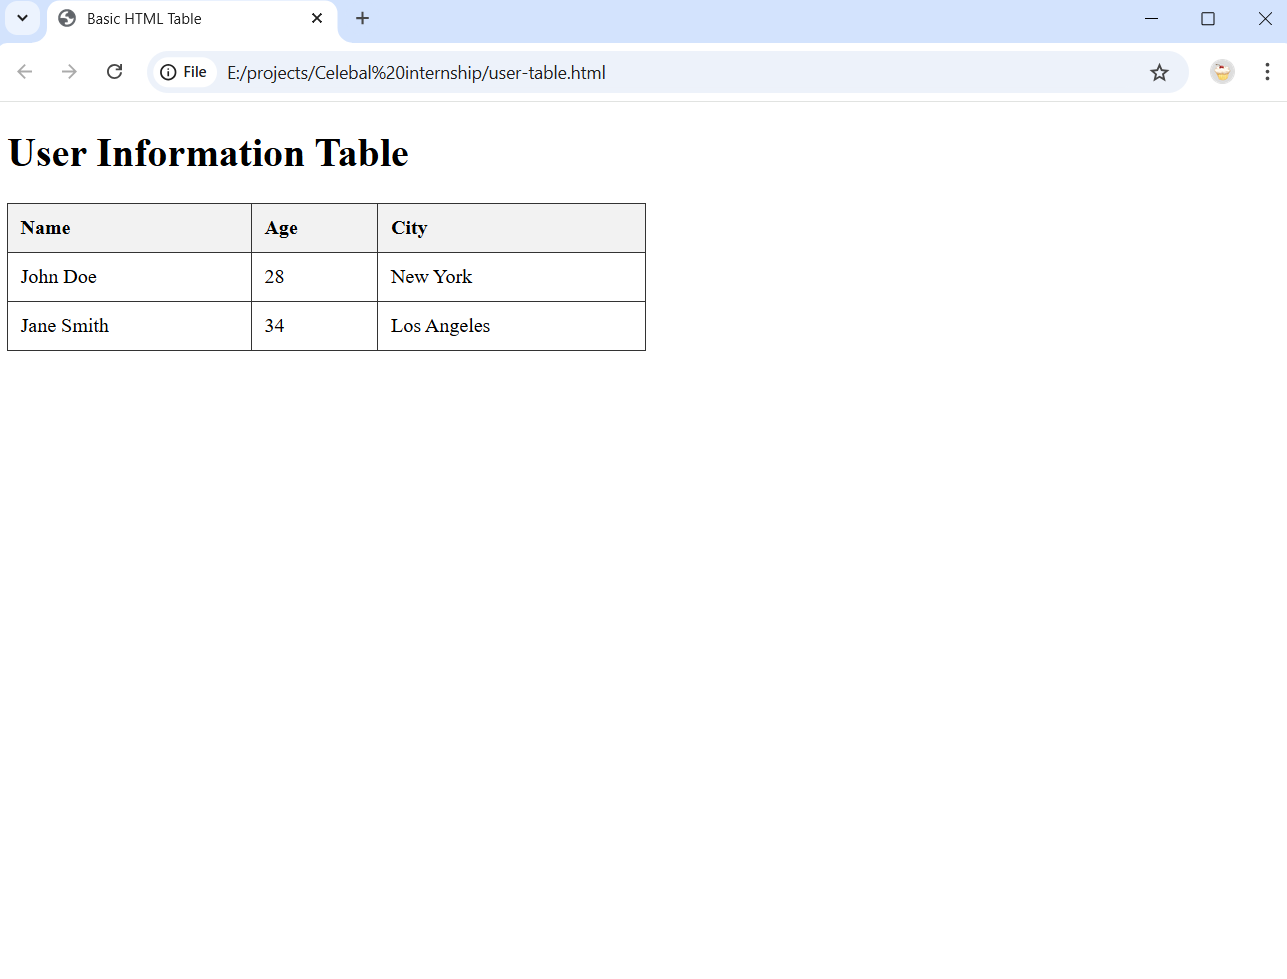 Basic HTML Table
File E:/projects/Celebal%20internship/user-table.html
User Information Table
Name Age City
John Doe 28 New York
Jane Smith 34 Los Angeles